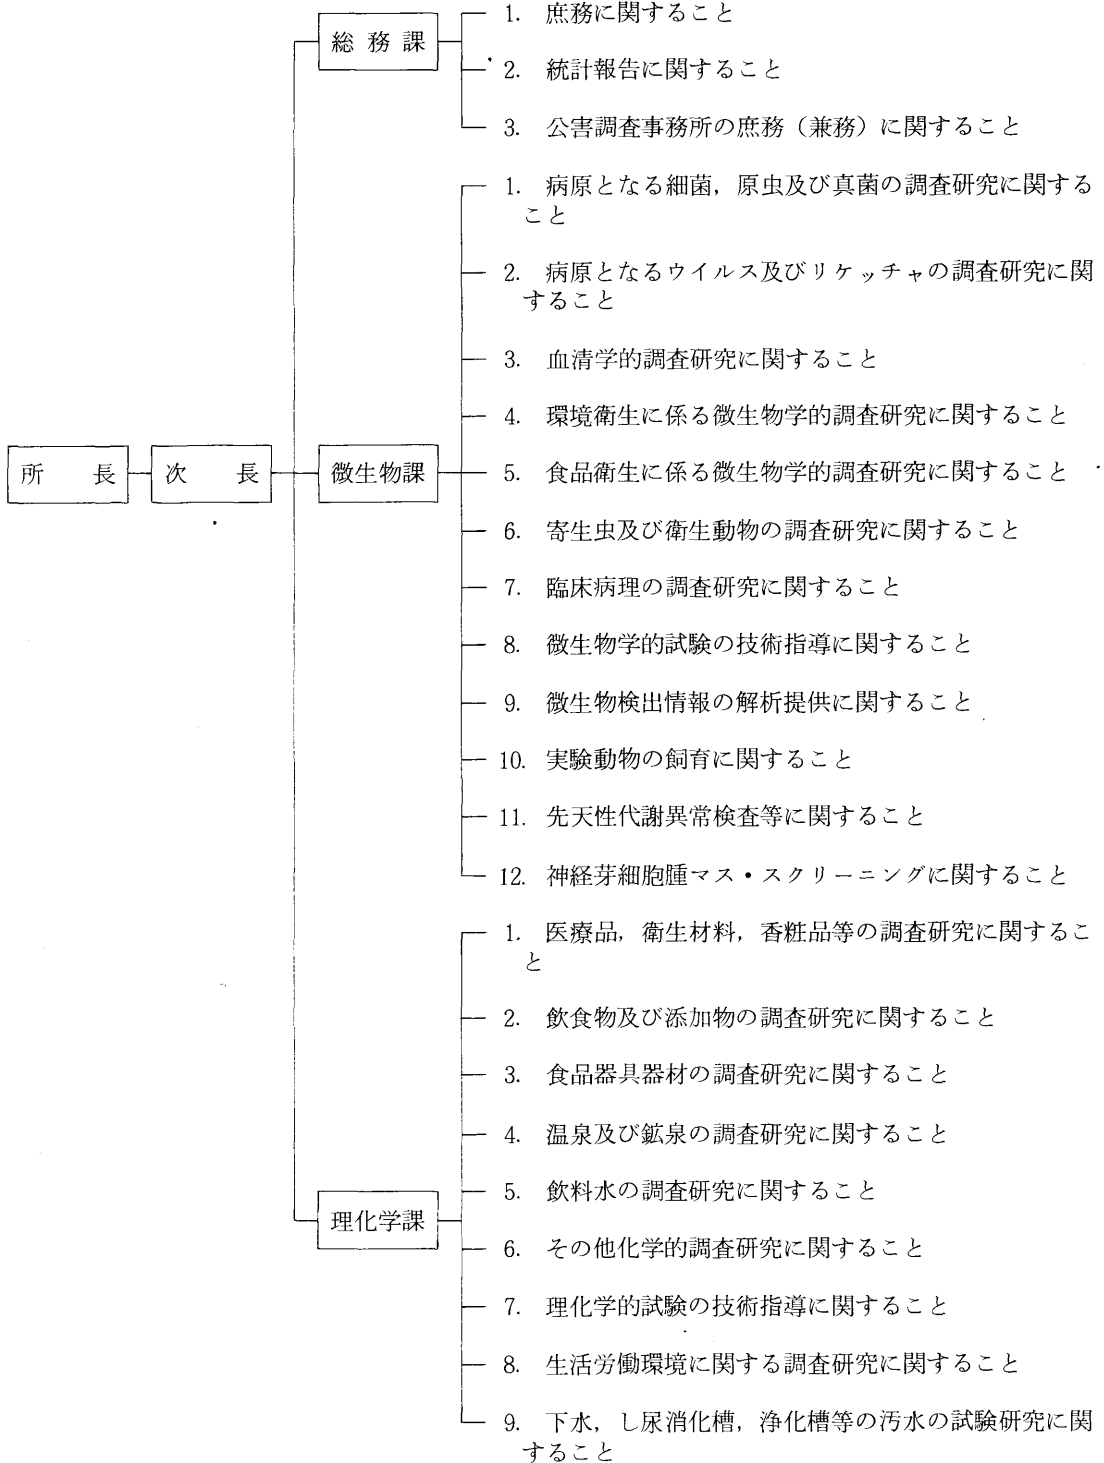 総務課
1. 庶務に関すること
2. 統計報告に関すること
3. 公害調査事務所の庶務（兼務）に関すること
所長
次長
微生物課
1. 病原となる細菌，原虫及び真菌の調査研究に関する
こと
2. 病原となるウイルス及びリケッチャの調査研究に関
すること
3. 血清学的調査研究に関すること
4. 環境衛生に係る微生物学的調査研究に関すること
5. 食品衛生に係る微生物学的調査研究に関すること
6. 寄生虫及び衛生動物の調査研究に関すること
7. 臨床病理の調査研究に関すること
8. 微生物学的試験の技術指導に関すること
9. 微生物検出情報の解析提供に関すること
10. 実験動物の飼育に関すること
11. 先天性代謝異常検査等に関すること
12. 神経芽細胞腫マス・スクリーニングに関すること
理化学課
1. 医療品，衛生材料，香粧品等の調査研究に関するこ
と
2. 飲食物及び添加物の調査研究に関すること
3. 食品器具器材の調査研究に関すること
4. 温泉及び鉱泉の調査研究に関すること
5. 飲料水の調査研究に関すること
6. その他化学的調査研究に関すること
7. 理化学的試験の技術指導に関すること
8. 生活労働環境に関する調査研究に関すること
9. 下水，し尿消化槽，浄化槽等の汚水の試験研究に関
すること